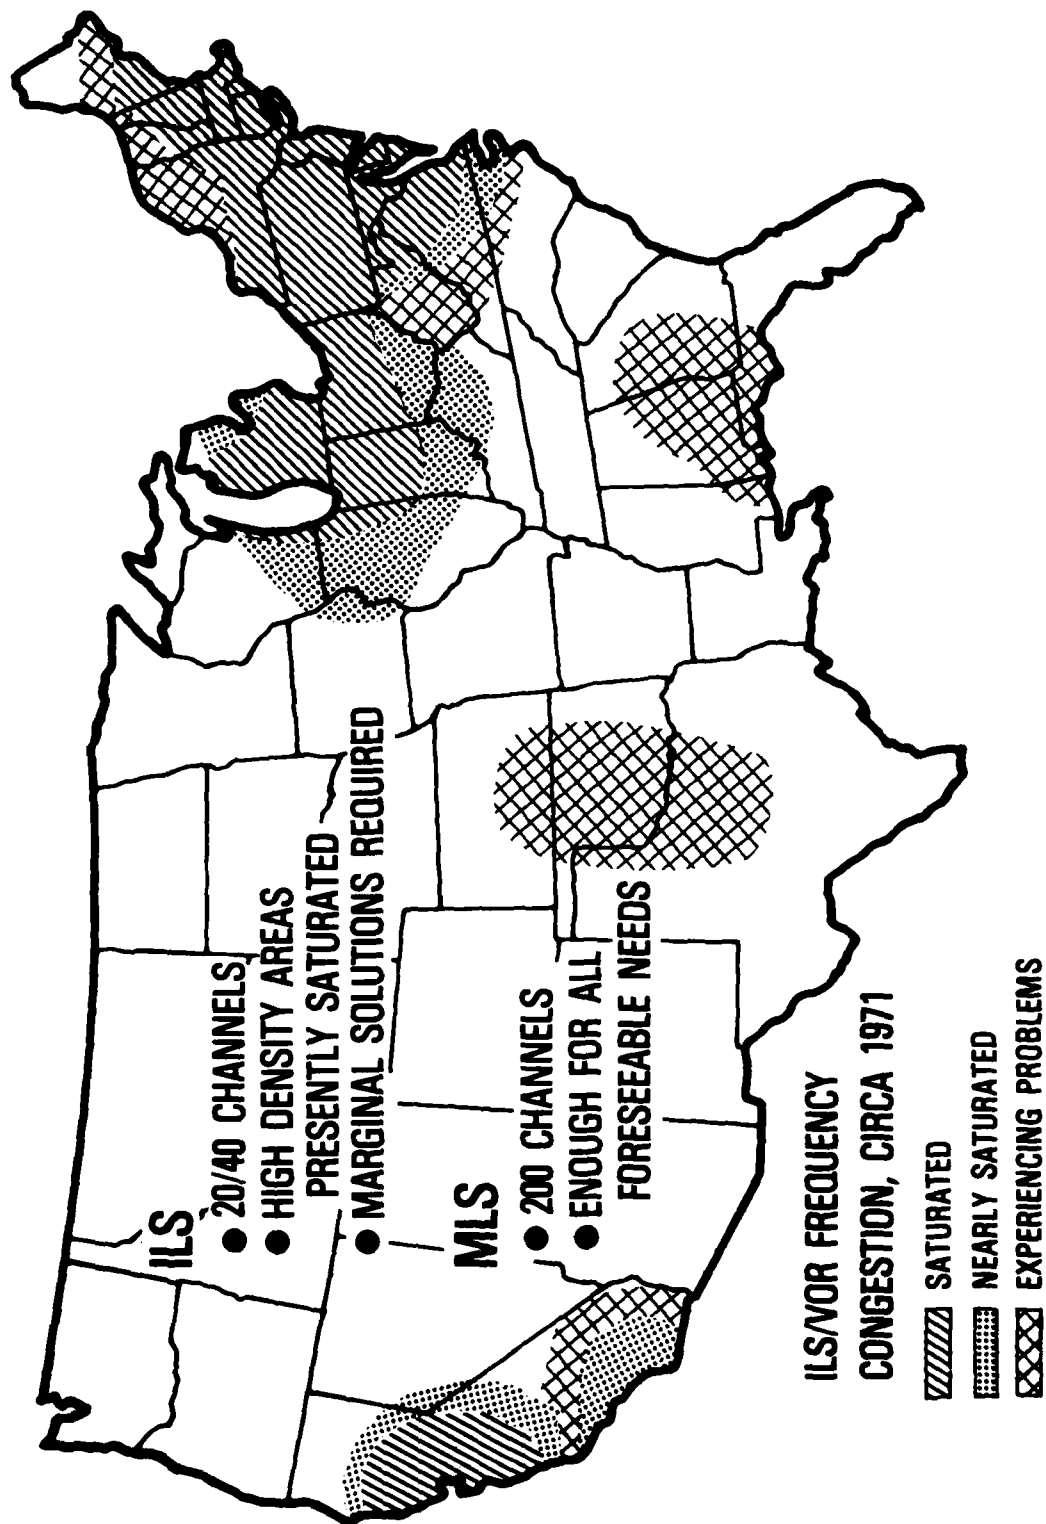 ILS
● 20/40 CHANNELS
● HIGH DENSITY AREAS
PRESENTLY SATURATED
● MARGINAL SOLUTIONS REQUIRED
MLS
● 200 CHANNELS
● ENOUGH FOR ALL
FORESEEABLE NEEDS
ILS/VOR FREQUENCY
CONGESTION, CIRCA 1971
SATURATED
NEARLY SATURATED
EXPERIENCING PROBLEMS